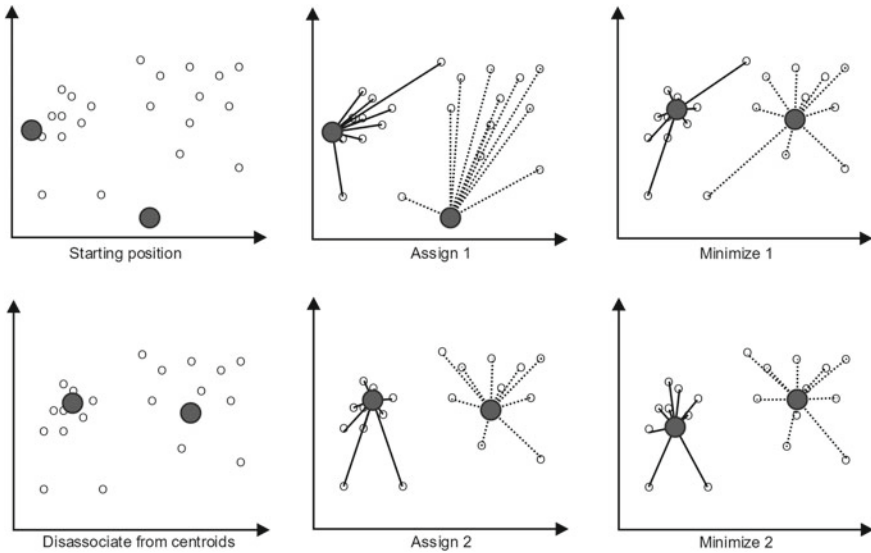 Starting position
Assign 1
Minimize 1
Disassociate from centroids
Assign 2
Minimize 2